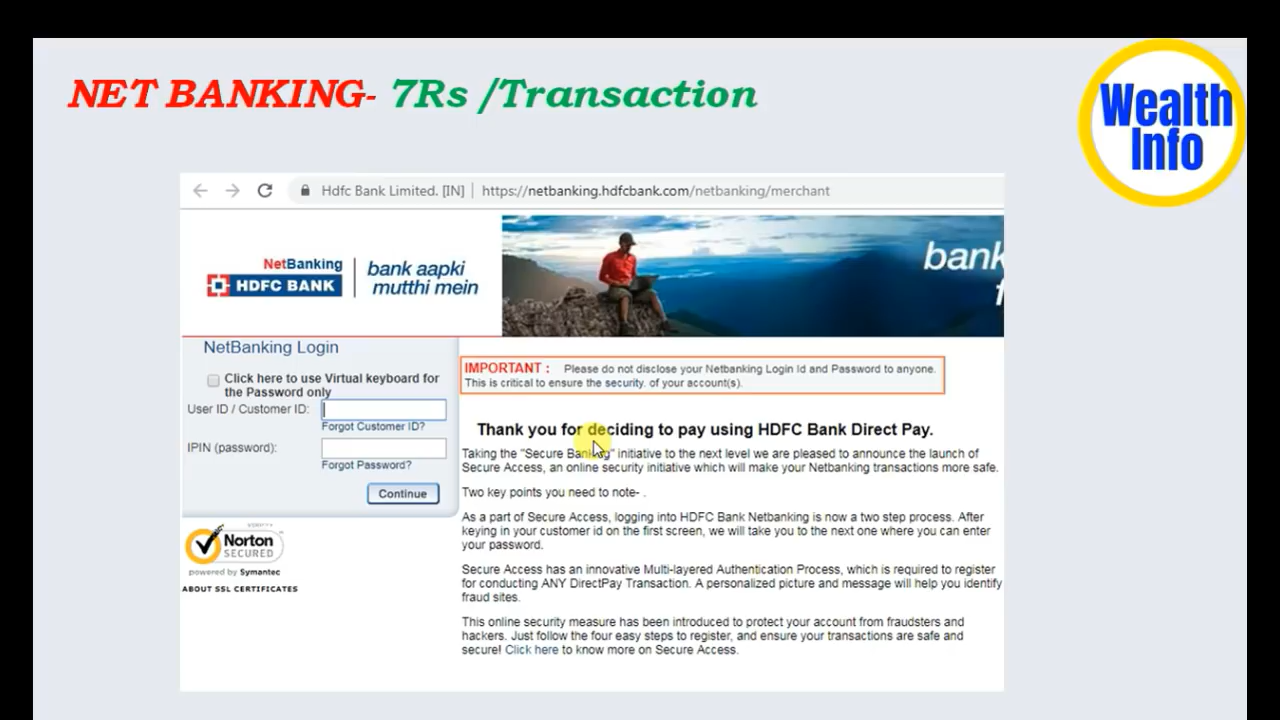 NET BANKING- 7Rs /Transaction
Wealth
Info
Hdfc Bank Limited. [IN] | https://netbanking.hdfcbank.com/netbanking/merchant
NetBanking
HDFC BANK
bank aapki
mutthi mein
bank
f
NetBanking Login
Click here to use Virtual keyboard for
the Password only
User ID / Customer ID:
Forgot Customer ID?
IPIN (password):
Forgot Password?
Continue
VERIFY
Norton
SECURED
powered by Symantec
ABOUT SSL CERTIFICATES
IMPORTANT : Please do not disclose your Netbanking Login Id and Password to anyone.
This is critical to ensure the security. of your account(s).
Thank you for deciding to pay using HDFC Bank Direct Pay.
Taking the "Secure Banking" initiative to the next level we are pleased to announce the launch of
Secure Access, an online security initiative which will make your Netbanking transactions more safe.
Two key points you need to note- .
As a part of Secure Access, logging into HDFC Bank Netbanking is now a two step process. After
keying in your customer id on the first screen, we will take you to the next one where you can enter
your password.
Secure Access has an innovative Multi-layered Authentication Process, which is required to register
for conducting ANY DirectPay Transaction. A personalized picture and message will help you identify
fraud sites.
This online security measure has been introduced to protect your account from fraudsters and
hackers. Just follow the four easy steps to register, and ensure your transactions are safe and
secure! Click here to know more on Secure Access.